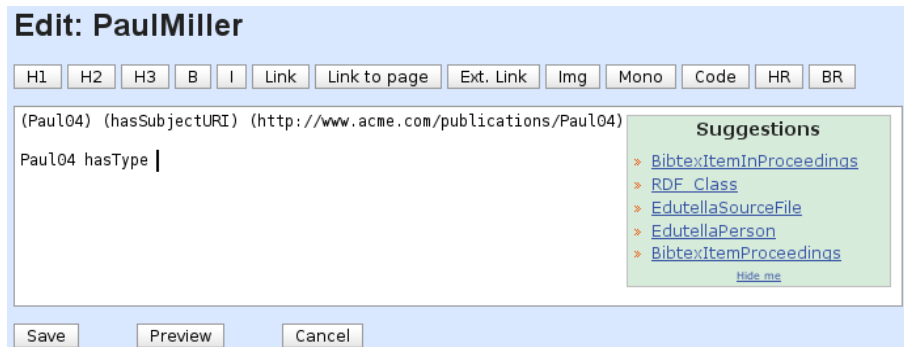 Edit: PaulMiller
H1 H2 H3 B I Link Link to page Ext. Link Img Mono Code HR BR
(Paul04) (hasSubjectURI) (http://www.acme.com/publications/Paul04)
Paul04 hasType
Suggestions
» BibtexItemInProceedings
» RDF_Class
» EdutellaSourceFile
» EdutellaPerson
» BibtexItemProceedings
Hide me
Save Preview Cancel